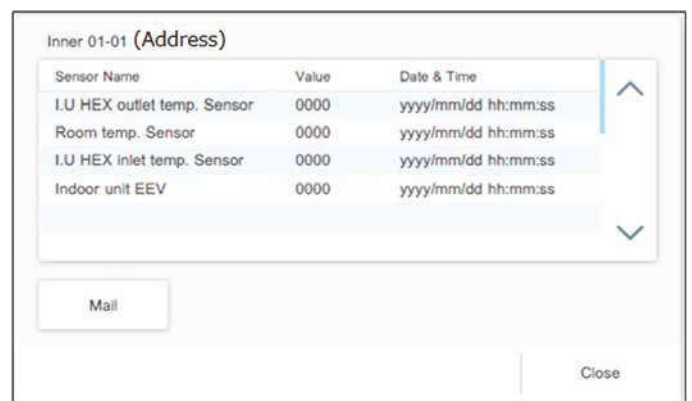 Inner 01-01 (Address)
Sensor Name Value Date & Time
I.U HEX outlet temp. Sensor 0000 yyyy/mm/dd hh:mm:ss
Room temp. Sensor 0000 yyyy/mm/dd hh:mm:ss
I.U HEX inlet temp. Sensor 0000 yyyy/mm/dd hh:mm:ss
Indoor unit EEV 0000 yyyy/mm/dd hh:mm:ss
Mail
Close